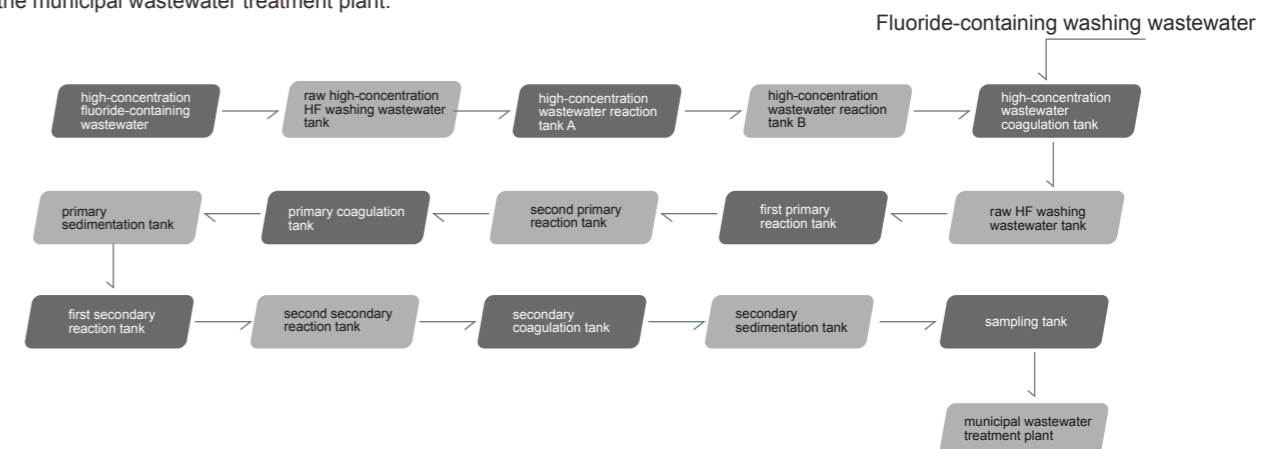 the municipal wastewater treatment plant.
Fluoride-containing washing wastewater
high-concentration
fluoride-containing
wastewater
raw high-concentration
HF washing wastewater
tank
high-concentration
wastewater reaction
tank A
high-concentration
wastewater reaction
tank B
high-concentration
wastewater
coagulation tank
primary
sedimentation tank
primary coagulation
tank
second primary
reaction tank
first primary
reaction tank
raw HF washing
wastewater tank
first secondary
reaction tank
second secondary
reaction tank
secondary
coagulation tank
secondary
sedimentation tank
sampling tank
municipal wastewater
treatment plant